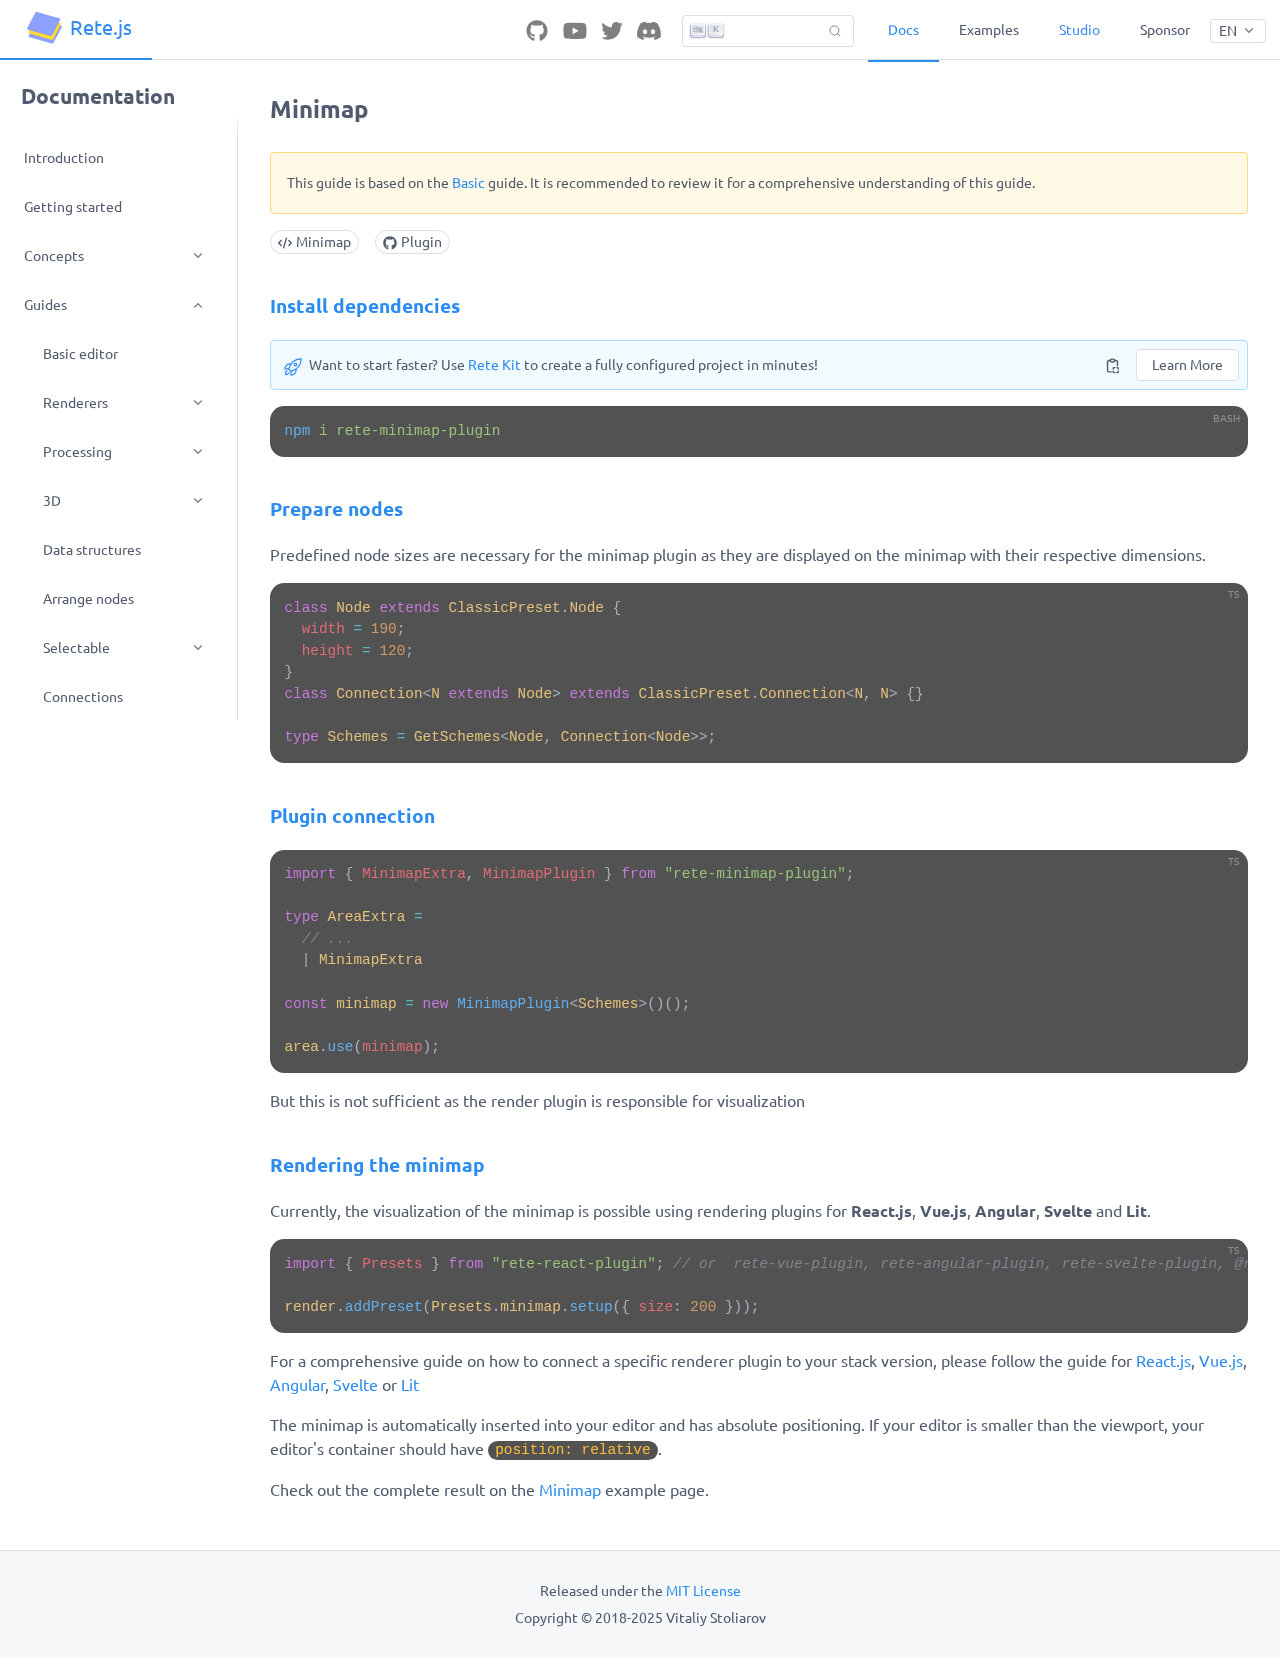 Rete.js
K
Docs
Examples
Studio
Sponsor
EN
Documentation
Introduction
Getting started
Concepts
Guides
Basic editor
Renderers
Processing
3D
Data structures
Arrange nodes
Selectable
Connections
Minimap
This guide is based on the Basic guide. It is recommended to review it for a comprehensive understanding of this guide.
Minimap
Plugin
Install dependencies
Want to start faster? Use Rete Kit to create a fully configured project in minutes!
Learn More
BASH
npm i rete-minimap-plugin
Prepare nodes
Predefined node sizes are necessary for the minimap plugin as they are displayed on the minimap with their respective dimensions.
TS
class Node extends ClassicPreset.Node {
  width = 190;
  height = 120;
}
class Connection<N extends Node> extends ClassicPreset.Connection<N, N> {}
type Schemes = GetSchemes<Node, Connection<Node>>;
Plugin connection
TS
import { MinimapExtra, MinimapPlugin } from "rete-minimap-plugin";
type AreaExtra =
  // ...
  | MinimapExtra
const minimap = new MinimapPlugin<Schemes>()();
area.use(minimap);
But this is not sufficient as the render plugin is responsible for visualization
Rendering the minimap
Currently, the visualization of the minimap is possible using rendering plugins for React.js, Vue.js, Angular, Svelte and Lit.
TS
import { Presets } from "rete-react-plugin"; // or  rete-vue-plugin, rete-angular-plugin, rete-svelte-plugin,
render.addPreset(Presets.minimap.setup({ size: 200 }));
For a comprehensive guide on how to connect a specific renderer plugin to your stack version, please follow the guide for React.js, Vue.js,
Angular, Svelte or Lit
The minimap is automatically inserted into your editor and has absolute positioning. If your editor is smaller than the viewport, your
editor's container should have position: relative.
Check out the complete result on the Minimap example page.
Released under the MIT License
Copyright © 2018-2025 Vitaliy Stoliarov